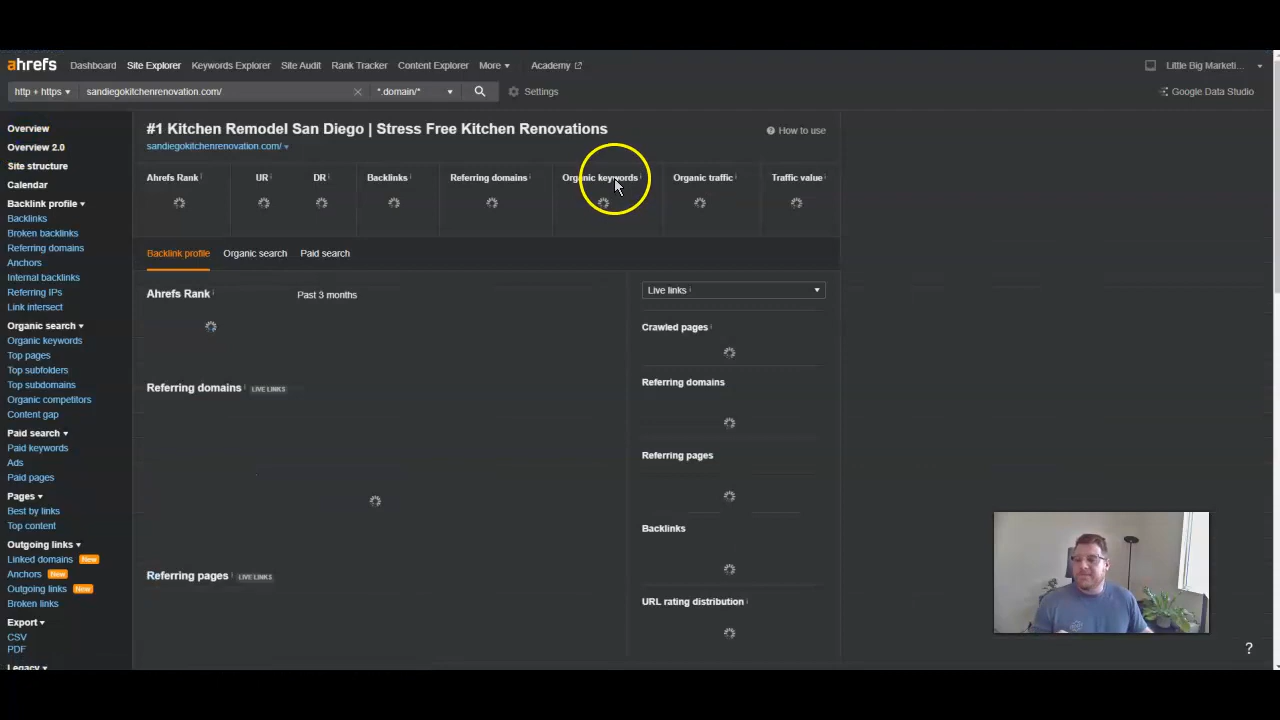 ahrefs Dashboard Site Explorer Keywords Explorer Site Audit Rank Tracker Content Explorer More Academy Little Big Marketi...
http + https sandiegokitchenrenovation.com/ *.domain/* Settings Google Data Studio
Overview
Overview 2.0
Site structure
Calendar
Backlink profile
Backlinks
Broken backlinks
Referring domains
Anchors
Internal backlinks
Referring IPs
Link intersect
Organic search
Organic keywords
Top pages
Top subfolders
Top subdomains
Organic competitors
Content gap
Paid search
Paid keywords
Ads
Paid pages
Pages
Best by links
Top content
Outgoing links
Linked domains New
Anchors New
Outgoing links New
Broken links
Export
CSV
PDF
Legacy
#1 Kitchen Remodel San Diego | Stress Free Kitchen Renovations
How to use
sandiegokitchenrenovation.com/
Ahrefs Rank UR DR Backlinks Referring domains Organic keywords Organic traffic Traffic value
Backlink profile Organic search Paid search
Ahrefs Rank Past 3 months
Referring domains LIVE LINKS
Referring pages LIVE LINKS
Live links
Crawled pages
Referring domains
Referring pages
Backlinks
URL rating distribution
?